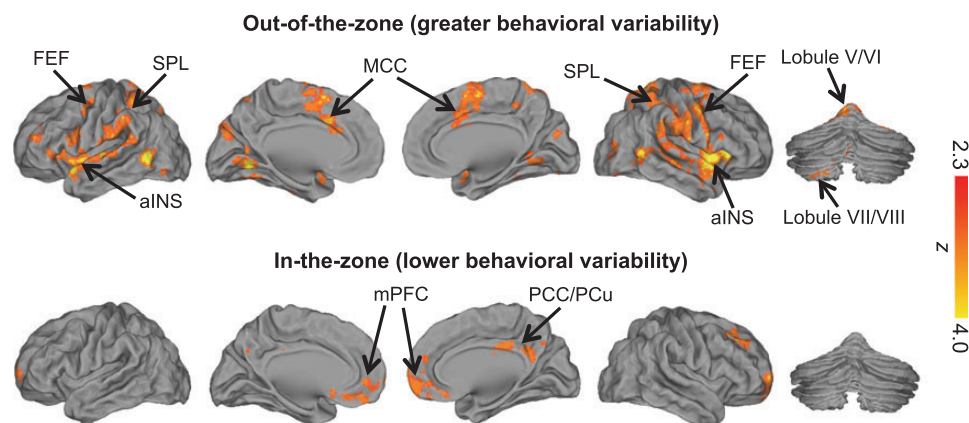 Out-of-the-zone (greater behavioral variability)
FEF
SPL
MCC
SPL
FEF
Lobule V/VI
aINS
aINS
Lobule VII/VIII
2.3
z
4.0
In-the-zone (lower behavioral variability)
mPFC
PCC/PCu